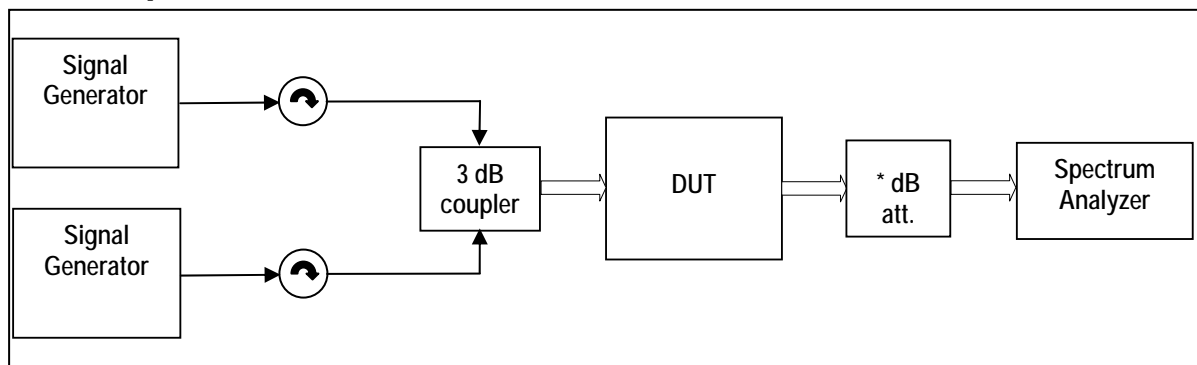 Signal
Generator
3 dB
coupler
DUT
* dB
att.
Spectrum
Analyzer
Signal
Generator